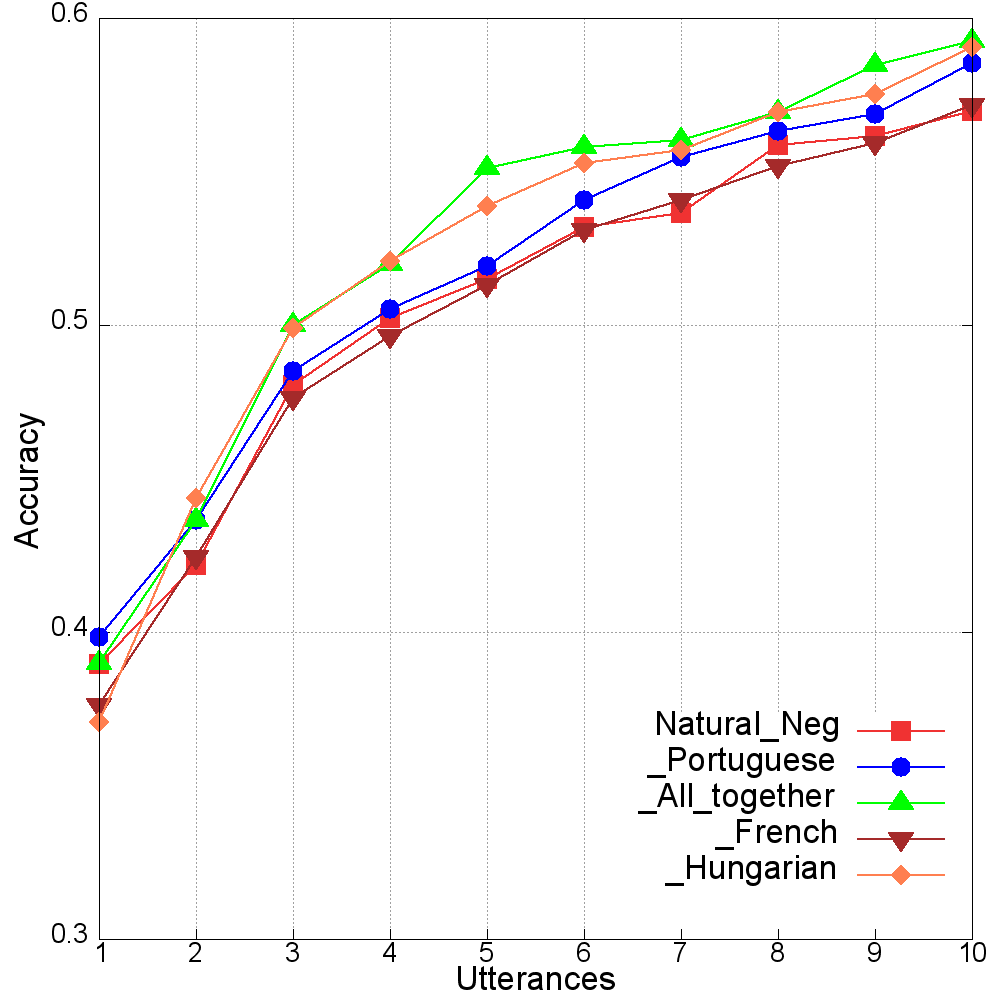 0.6
0.5
0.4
0.3
Accuracy
Natural_Neg
_Portuguese
_All_together
_French
_Hungarian
1 2 3 4 5 6 7 8 9 10
Utterances